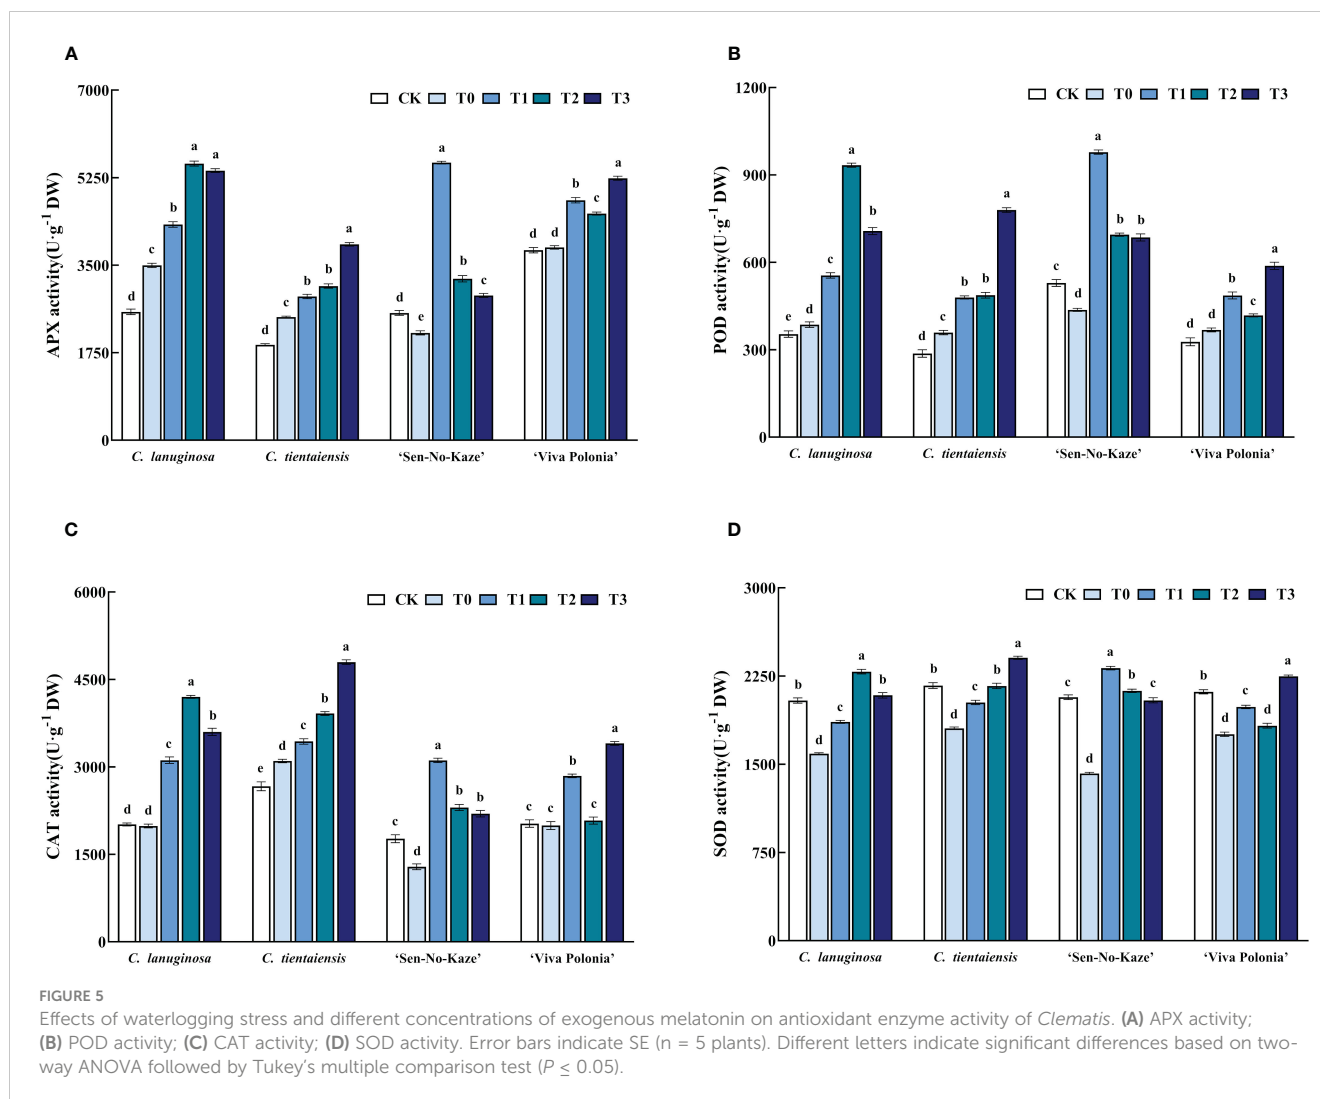 A
7000
5250
3500
1750
0
APX activity(U·g⁻¹ DW)
CK T0 T1 T2 T3
d c b a a
d c b b a
d e a b c
d d b c a
C. lanuginosa C. tientaiensis ‘Sen-No-Kaze’ ‘Viva Polonia’
B
1200
900
600
300
0
POD activity(U·g⁻¹ DW)
CK T0 T1 T2 T3
e d c a b
d c b b a
c d a b b
d d b c a
C. lanuginosa C. tientaiensis ‘Sen-No-Kaze’ ‘Viva Polonia’
C
6000
4500
3000
1500
0
CAT activity(U·g⁻¹ DW)
CK T0 T1 T2 T3
d d c a b
e d c b a
c d a b b
c c b c a
C. lanuginosa C. tientaiensis ‘Sen-No-Kaze’ ‘Viva Polonia’
D
3000
2250
1500
750
0
SOD activity(U·g⁻¹ DW)
CK T0 T1 T2 T3
b d c a b
b d c b a
c d a b c
b d c d a
C. lanuginosa C. tientaiensis ‘Sen-No-Kaze’ ‘Viva Polonia’
FIGURE 5
Effects of waterlogging stress and different concentrations of exogenous melatonin on antioxidant enzyme activity of Clematis. (A) APX activity;
(B) POD activity; (C) CAT activity; (D) SOD activity. Error bars indicate SE (n = 5 plants). Different letters indicate significant differences based on two-
way ANOVA followed by Tukey’s multiple comparison test (P ≤ 0.05).